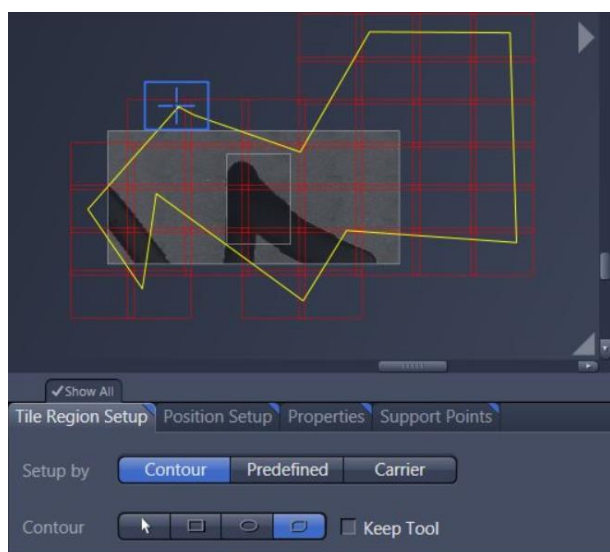 Show All
Tile Region Setup Position Setup Properties Support Points
Setup by Contour Predefined Carrier
Contour Keep Tool